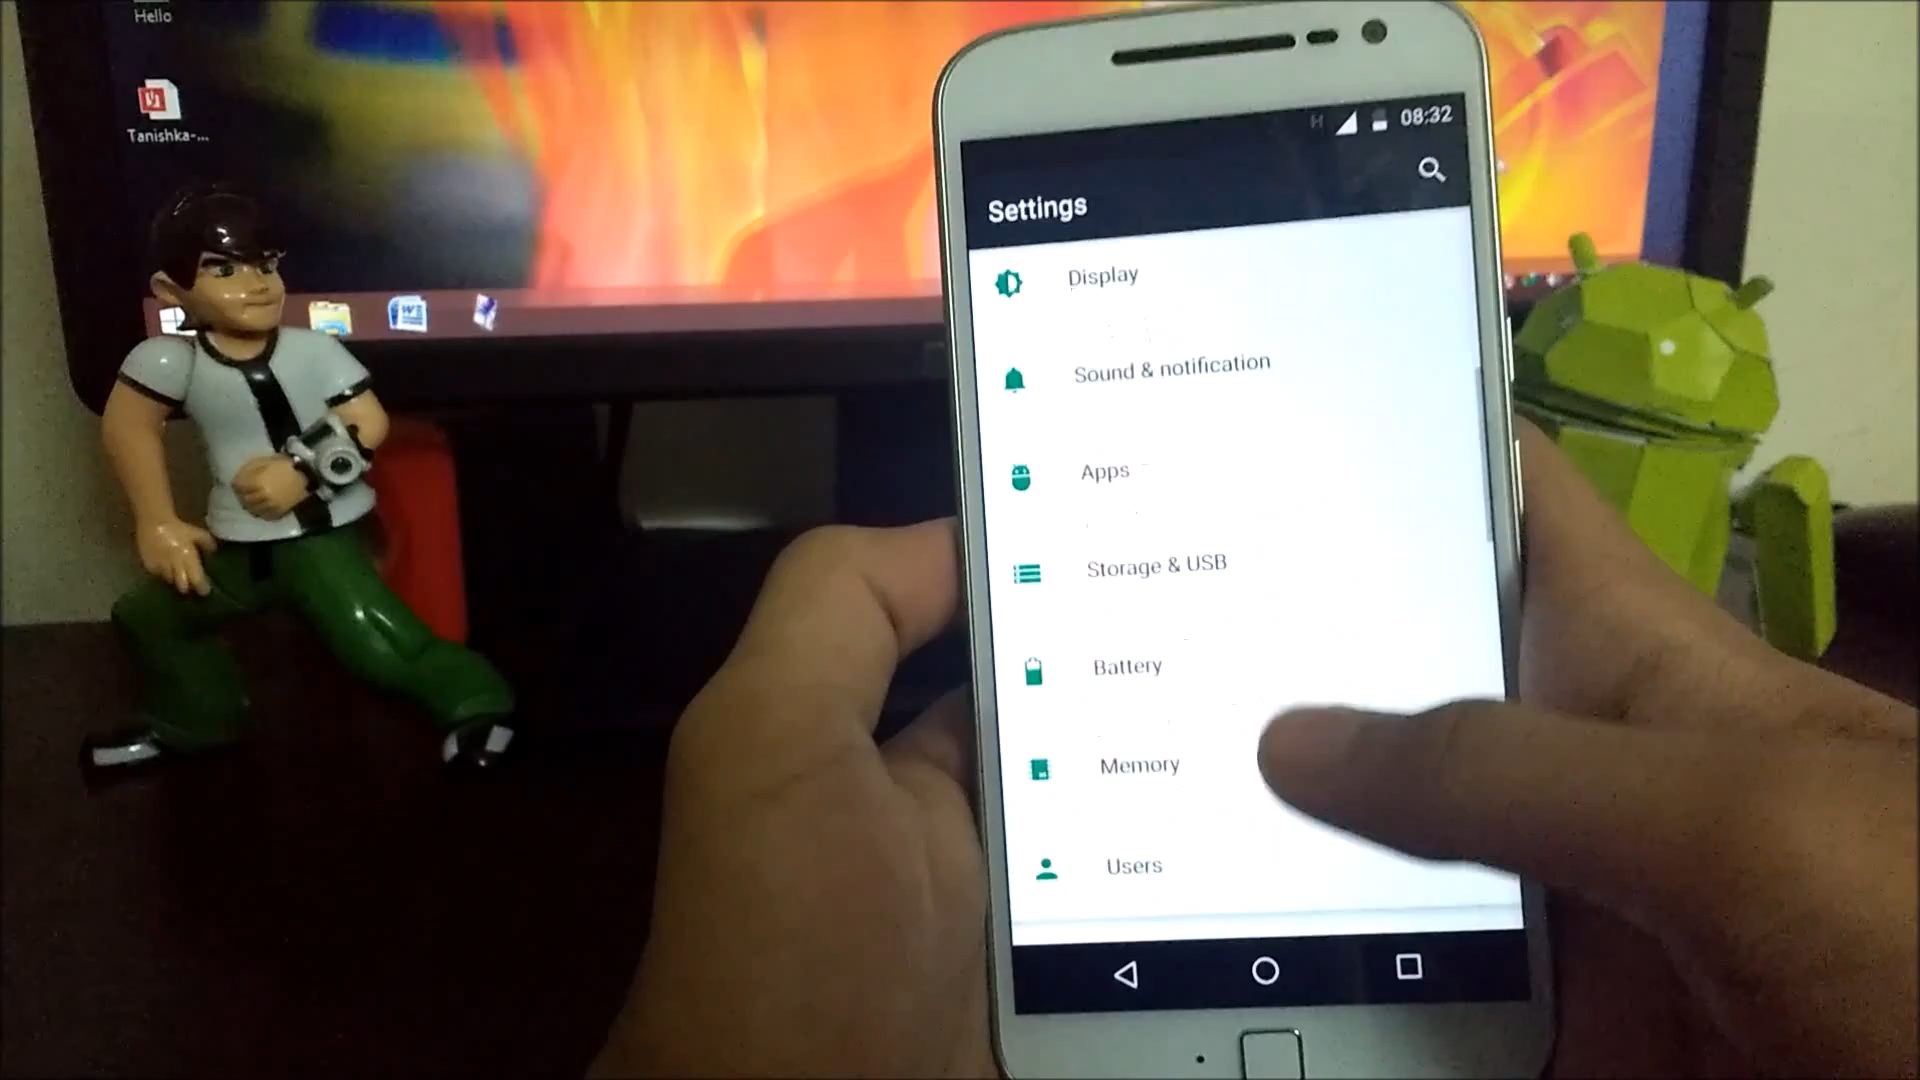 Hello
Tanishka-...
H
08:32
Settings
Display
Sound & notification
Apps
Storage & USB
Battery
Memory
Users